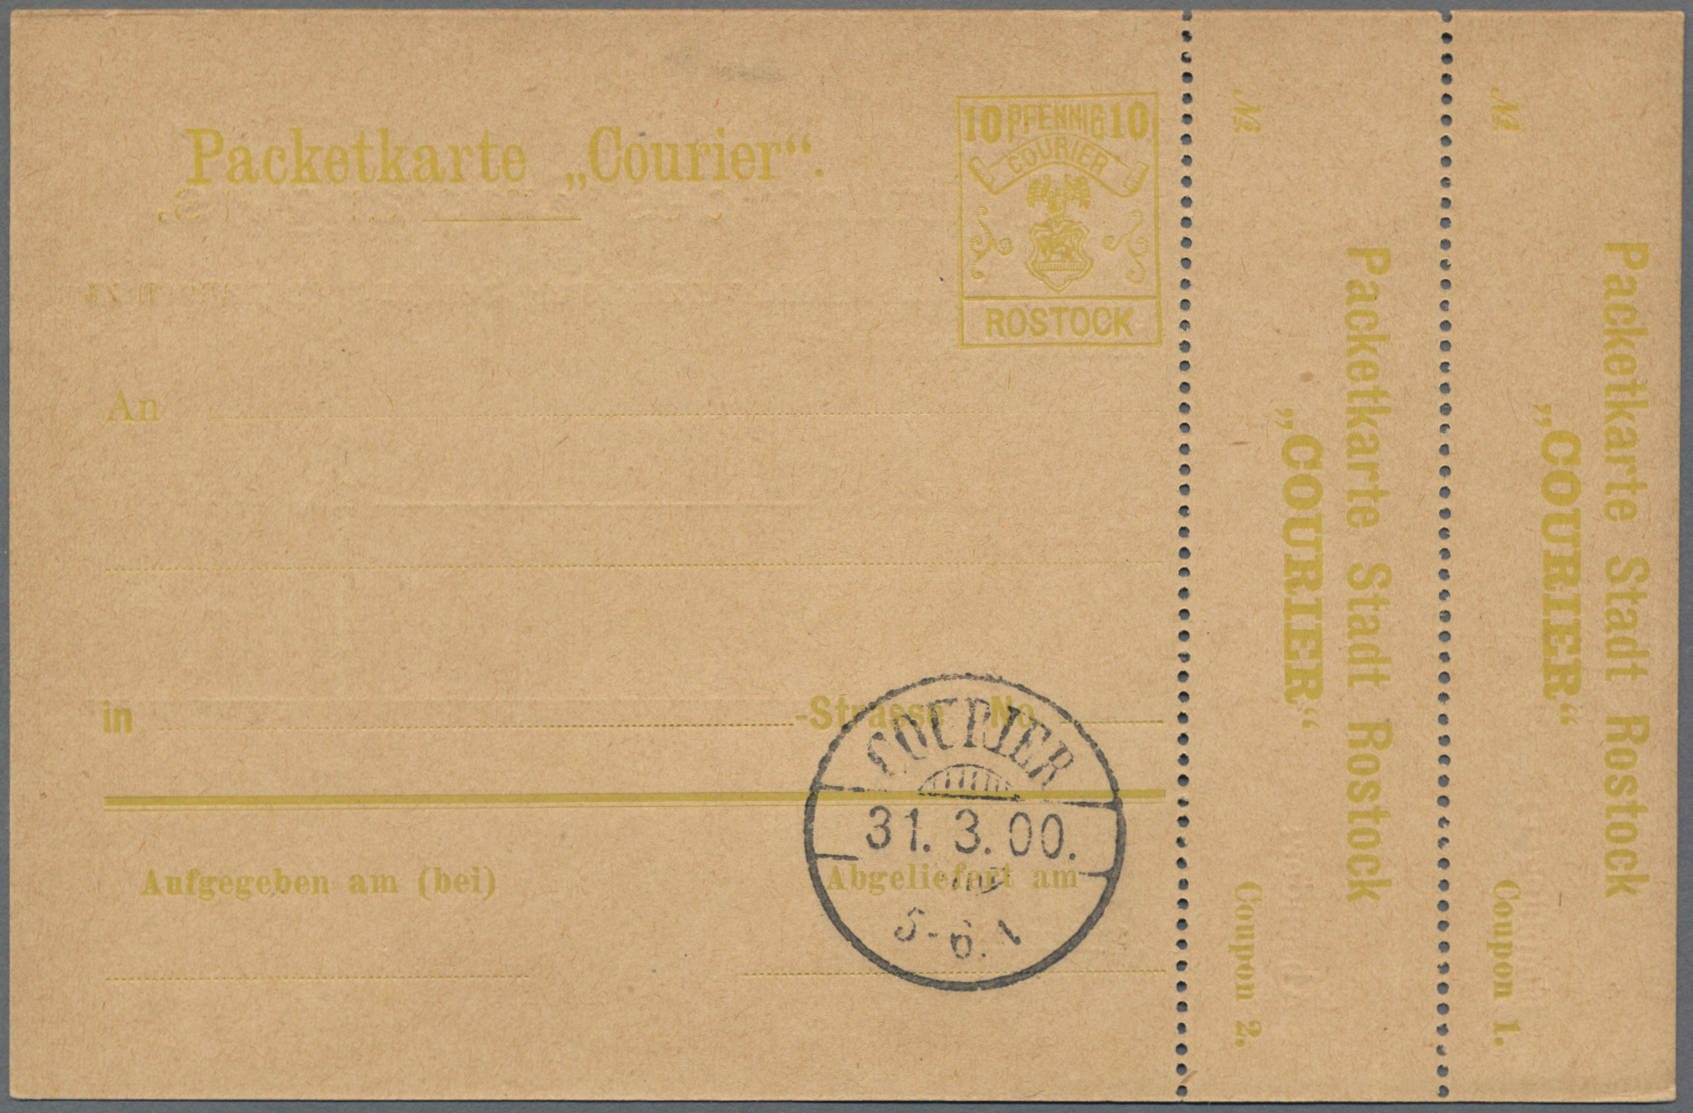 Packetkarte „Courier“.
10 PFENNIG 10
COURIER
ROSTOCK
An
in -Strasse No.
COURIER
31. 3. 00.
5-6. 1
Aufgegeben am (bei) Abgeliefert am
Packetkarte Stadt Rostock
„COURIER“
№ Coupon 2.
Packetkarte Stadt Rostock
„COURIER“
№ Coupon 1.